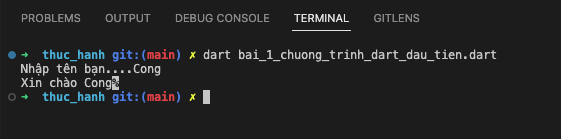 PROBLEMS OUTPUT DEBUG CONSOLE TERMINAL GITLENS
➜ thuc_hanh git:(main) ✗ dart bai_1_chuong_trinh_dart_dau_tien.dart
Nhập tên bạn....Cong
Xin chào Cong%
➜ thuc_hanh git:(main) ✗